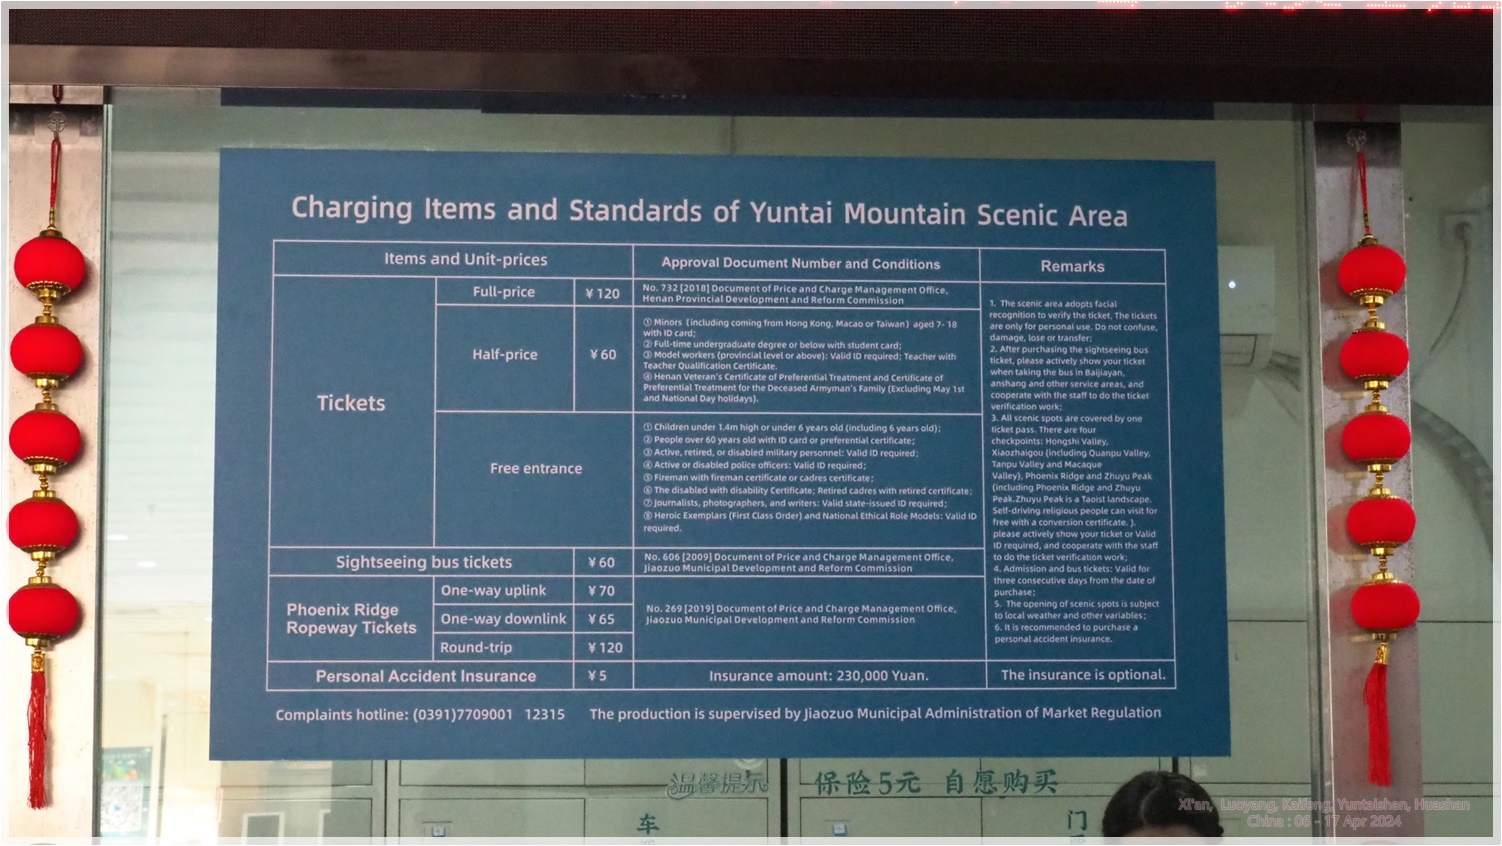 Charging Items and Standards of Yuntai Mountain Scenic Area
Items and Unit-prices
Approval Document Number and Conditions
Remarks
Tickets
Full-price
¥ 120
No. 732 [2018] Document of Price and Charge Management Office,
Henan Provincial Development and Reform Commission
Half-price
¥ 60
① Minors (including coming from Hong Kong, Macao or Taiwan) aged 7- 18
with ID card;
② Full-time undergraduate degree or below with student card;
③ Model workers (provincial level or above): Valid ID required; Teacher with
Teacher Qualification Certificate.
④ Henan Veteran's Certificate of Preferential Treatment and Certificate of
Preferential Treatment for the Deceased Armyman's Family (Excluding May 1st
and National Day holidays).
Free entrance
① Children under 1.4m high or under 6 years old (including 6 years old);
② People over 60 years old with ID card or preferential certificate;
③ Active, retired, or disabled military personnel: Valid ID required;
④ Active or disabled police officers: Valid ID required;
⑤ Fireman with fireman certificate or cadres certificate;
⑥ The disabled with disability Certificate; Retired cadres with retired certificate;
⑦ Journalists, photographers, and writers: Valid state-issued ID required;
⑧ Heroic Exemplars (First Class Order) and National Ethical Role Models: Valid ID
required.
Sightseeing bus tickets
¥ 60
No. 606 [2009] Document of Price and Charge Management Office,
Jiaozuo Municipal Development and Reform Commission
Phoenix Ridge
Ropeway Tickets
One-way uplink
¥ 70
One-way downlink
¥ 65
Round-trip
¥ 120
No. 269 [2019] Document of Price and Charge Management Office,
Jiaozuo Municipal Development and Reform Commission
1. The scenic area adopts facial
recognition to verify the ticket. The tickets
are only for personal use. Do not confuse,
damage, lose or transfer;
2. After purchasing the sightseeing bus
ticket, please actively show your ticket
when taking the bus in Baijiayan,
anshang and other service areas, and
cooperate with the staff to do the ticket
verification work;
3. All scenic spots are covered by one
ticket pass. There are four
checkpoints: Hongshi Valley,
Xiaozhaigou (including Quanpu Valley,
Tanpu Valley and Macaque
Valley), Phoenix Ridge and Zhuyu Peak
(including Phoenix Ridge and Zhuyu
Peak.Zhuyu Peak is a Taoist landscape.
Self-driving religious people can visit for
free with a conversion certificate. ).
please actively show your ticket or Valid
ID required, and cooperate with the staff
to do the ticket verification work;
4. Admission and bus tickets: Valid for
three consecutive days from the date of
purchase;
5. The opening of scenic spots is subject
to local weather and other variables;
6. It is recommended to purchase a
personal accident insurance.
Personal Accident Insurance
¥ 5
Insurance amount: 230,000 Yuan.
The insurance is optional.
Complaints hotline: (0391)7709001 12315 The production is supervised by Jiaozuo Municipal Administration of Market Regulation
温馨提示
保险5元 自愿购买
车
门
Xi'an, Luoyang, Kaifeng, Yuntaishan, Huashan
China : 06 - 17 Apr 2024